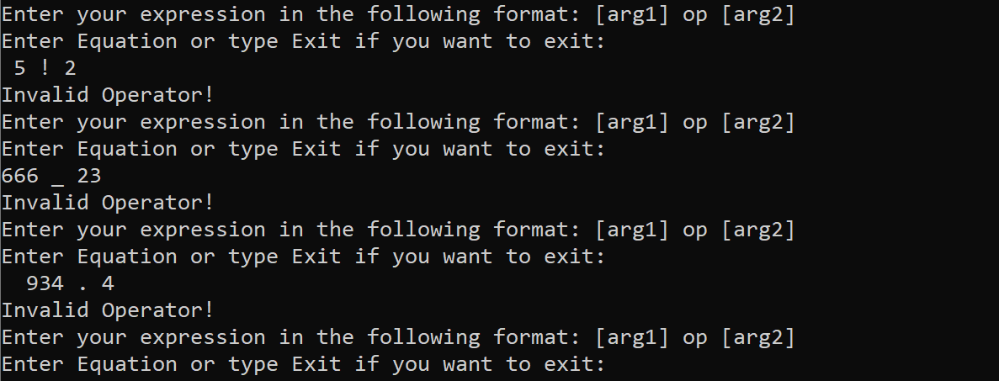 Enter your expression in the following format: [arg1] op [arg2]
Enter Equation or type Exit if you want to exit:
 5 ! 2
Invalid Operator!
Enter your expression in the following format: [arg1] op [arg2]
Enter Equation or type Exit if you want to exit:
666 _ 23
Invalid Operator!
Enter your expression in the following format: [arg1] op [arg2]
Enter Equation or type Exit if you want to exit:
  934 . 4
Invalid Operator!
Enter your expression in the following format: [arg1] op [arg2]
Enter Equation or type Exit if you want to exit: